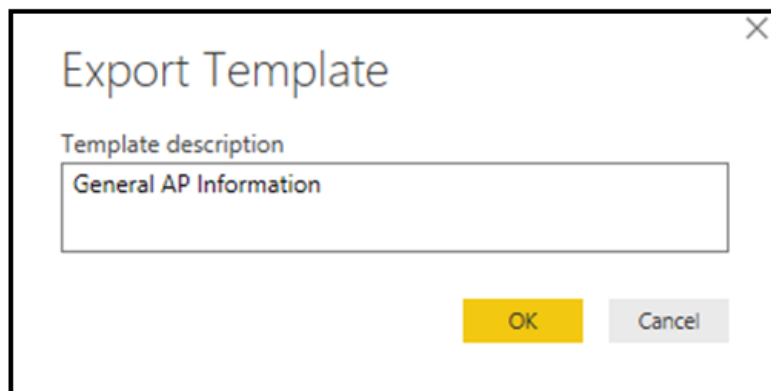 Export Template
Template description
General AP Information
OK
Cancel